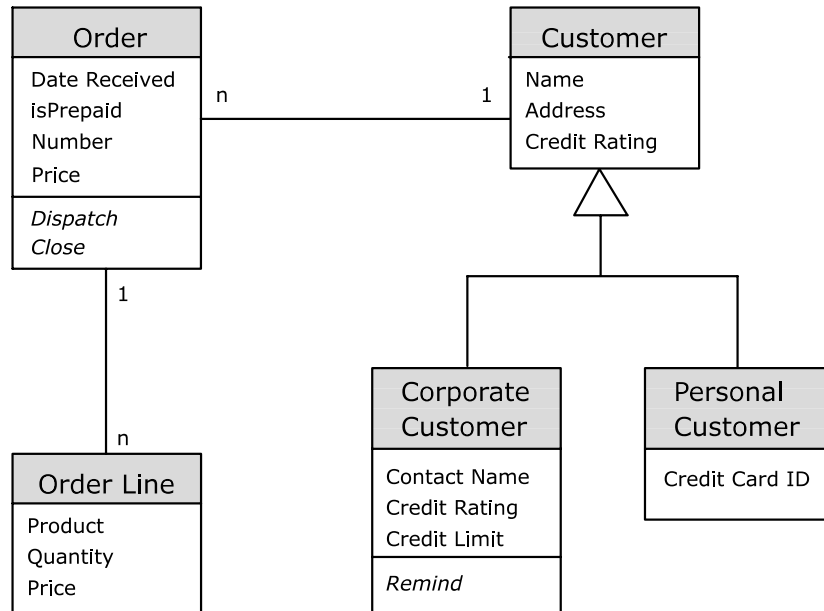 Order
Date Received
isPrepaid
Number
Price
Dispatch
Close
n
1
Customer
Name
Address
Credit Rating
1
n
Order Line
Product
Quantity
Price
Corporate
Customer
Contact Name
Credit Rating
Credit Limit
Remind
Personal
Customer
Credit Card ID